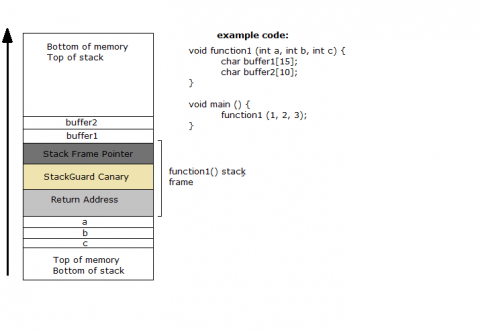 Bottom of memory
Top of stack
buffer2
buffer1
Stack Frame Pointer
StackGuard Canary
Return Address
a
b
c
Top of memory
Bottom of stack
function1() stack
frame
example code:
void function1 (int a, int b, int c) {
char buffer1[15];
char buffer2[10];
}
void main () {
function1 (1, 2, 3);
}